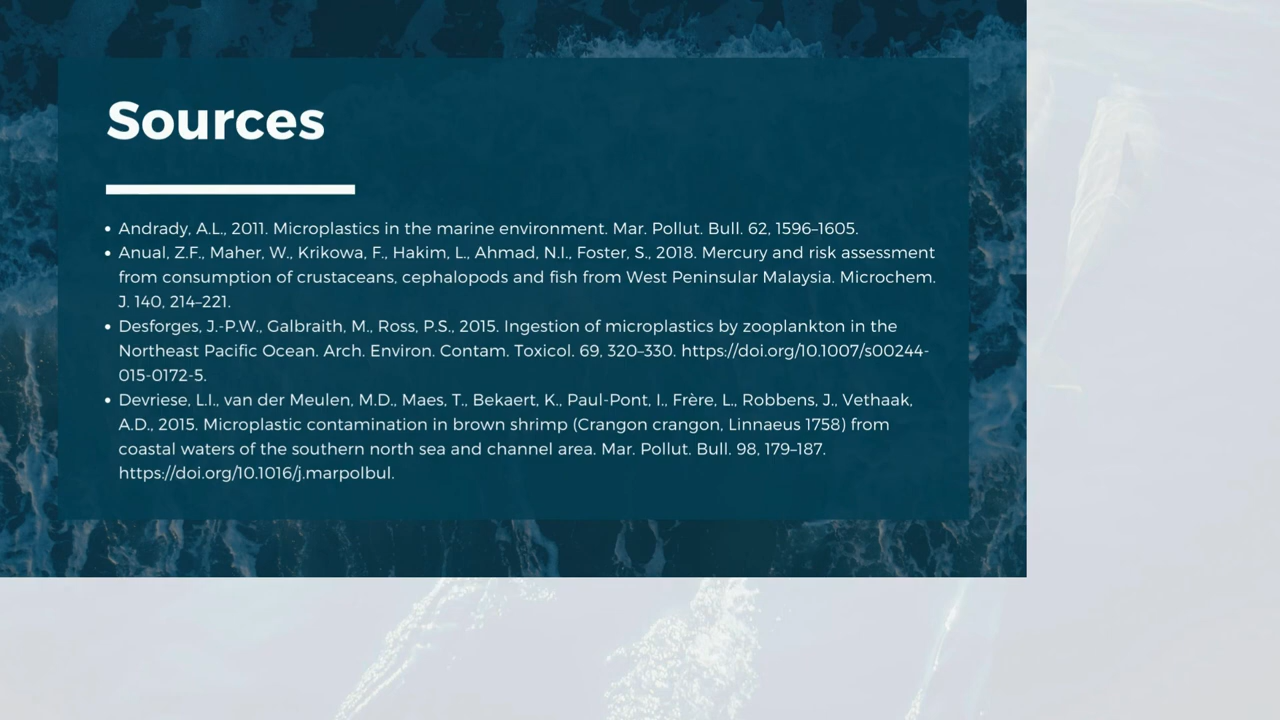 Sources
• Andrady, A.L., 2011. Microplastics in the marine environment. Mar. Pollut. Bull. 62, 1596–1605.
• Anual, Z.F., Maher, W., Krikowa, F., Hakim, L., Ahmad, N.I., Foster, S., 2018. Mercury and risk assessment
from consumption of crustaceans, cephalopods and fish from West Peninsular Malaysia. Microchem.
J. 140, 214–221.
• Desforges, J.-P.W., Galbraith, M., Ross, P.S., 2015. Ingestion of microplastics by zooplankton in the
Northeast Pacific Ocean. Arch. Environ. Contam. Toxicol. 69, 320–330. https://doi.org/10.1007/s00244-
015-0172-5.
• Devriese, L.I., van der Meulen, M.D., Maes, T., Bekaert, K., Paul-Pont, I., Frère, L., Robbens, J., Vethaak,
A.D., 2015. Microplastic contamination in brown shrimp (Crangon crangon, Linnaeus 1758) from
coastal waters of the southern north sea and channel area. Mar. Pollut. Bull. 98, 179–187.
https://doi.org/10.1016/j.marpolbul.